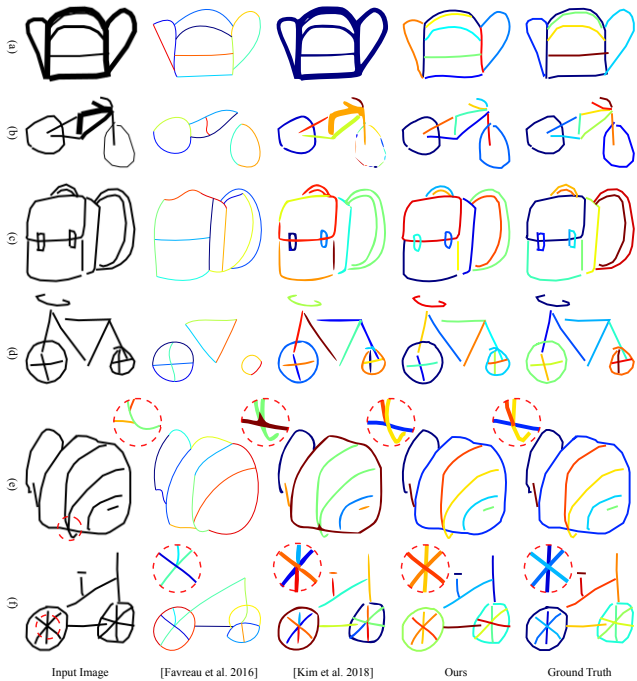 (a)
(b)
(c)
(d)
(e)
(f)
Input Image [Favreau et al. 2016] [Kim et al. 2018] Ours Ground Truth